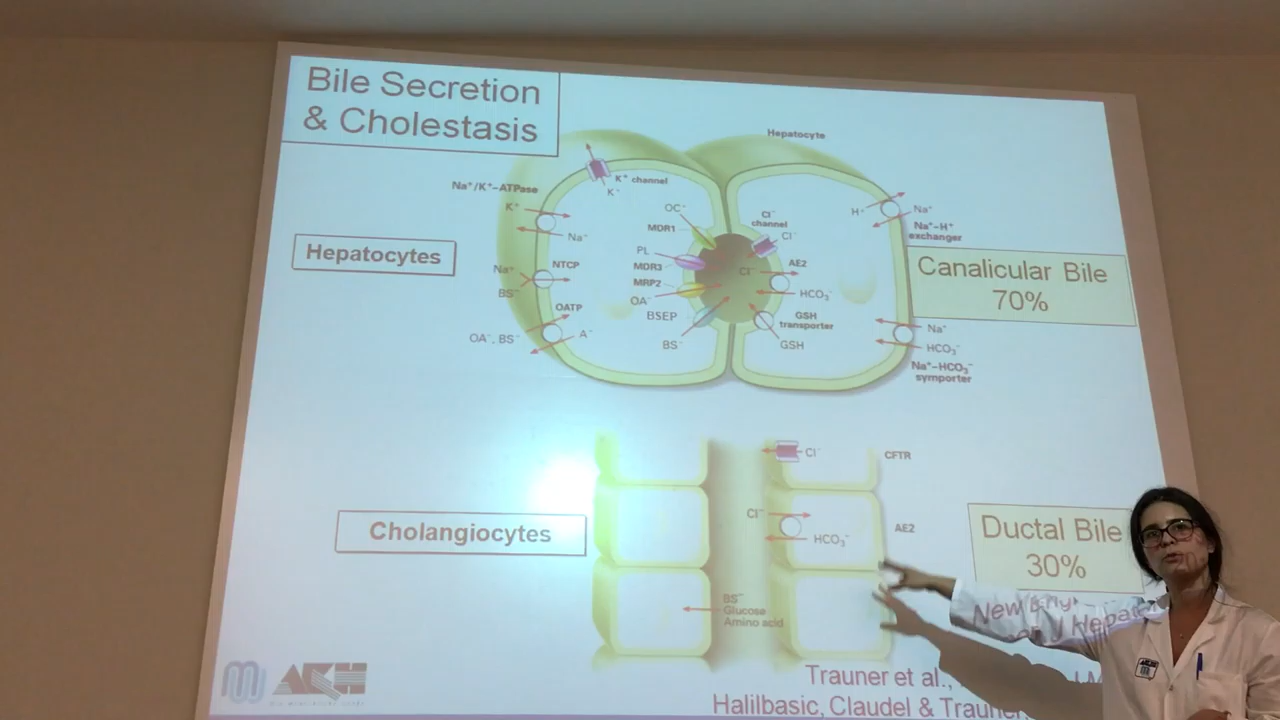 Bile Secretion
& Cholestasis
Hepatocyte
Na⁺/K⁺-ATPase
K⁺ channel
K⁺
K⁺
Na⁺
OC⁺
MDR1
PL
MDR3
MRP2
OA⁻
BSEP
BS⁻
Cl⁻
channel
Cl⁻
AE2
Cl⁻
HCO₃⁻
GSH
transporter
GSH
H⁺
Na⁺
Na⁺-H⁺
exchanger
Hepatocytes
Na⁺
NTCP
BS⁻
OATP
OA⁻, BS⁻
A⁻
Canalicular Bile
70%
Na⁺
HCO₃⁻
Na⁺-HCO₃⁻
symporter
Cl⁻
CFTR
Cholangiocytes
Cl⁻
AE2
HCO₃⁻
Ductal Bile
30%
BS⁻
Glucose
Amino acid
New
Trauner et al.,
Halilbasic, Claudel &
AKH